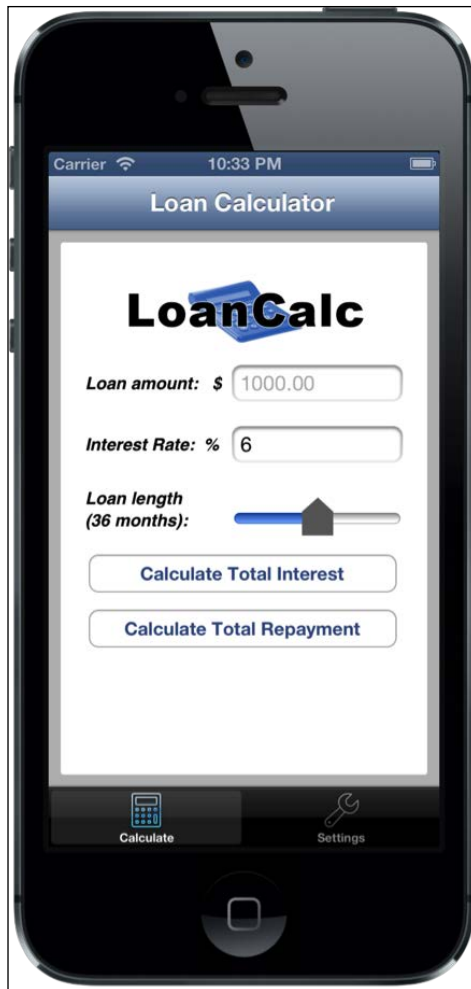 Carrier 10:33 PM
Loan Calculator
LoanCalc
Loan amount: $ 1000.00
Interest Rate: % 6
Loan length
(36 months):
Calculate Total Interest
Calculate Total Repayment
Calculate Settings